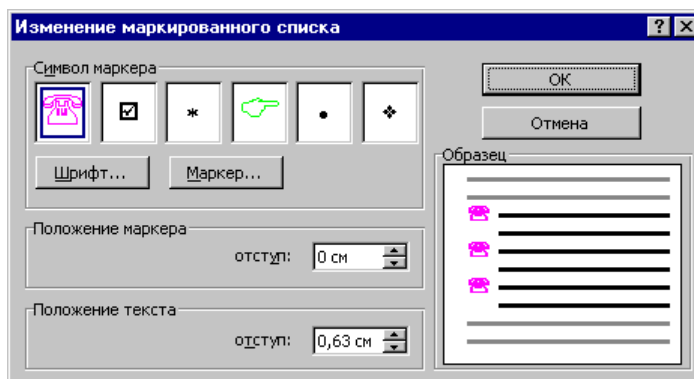 Изменение маркированного списка
Символ маркера
ОК
Отмена
Шрифт...
Маркер...
Образец
Положение маркера
отступ: 0 см
Положение текста
отступ: 0,63 см